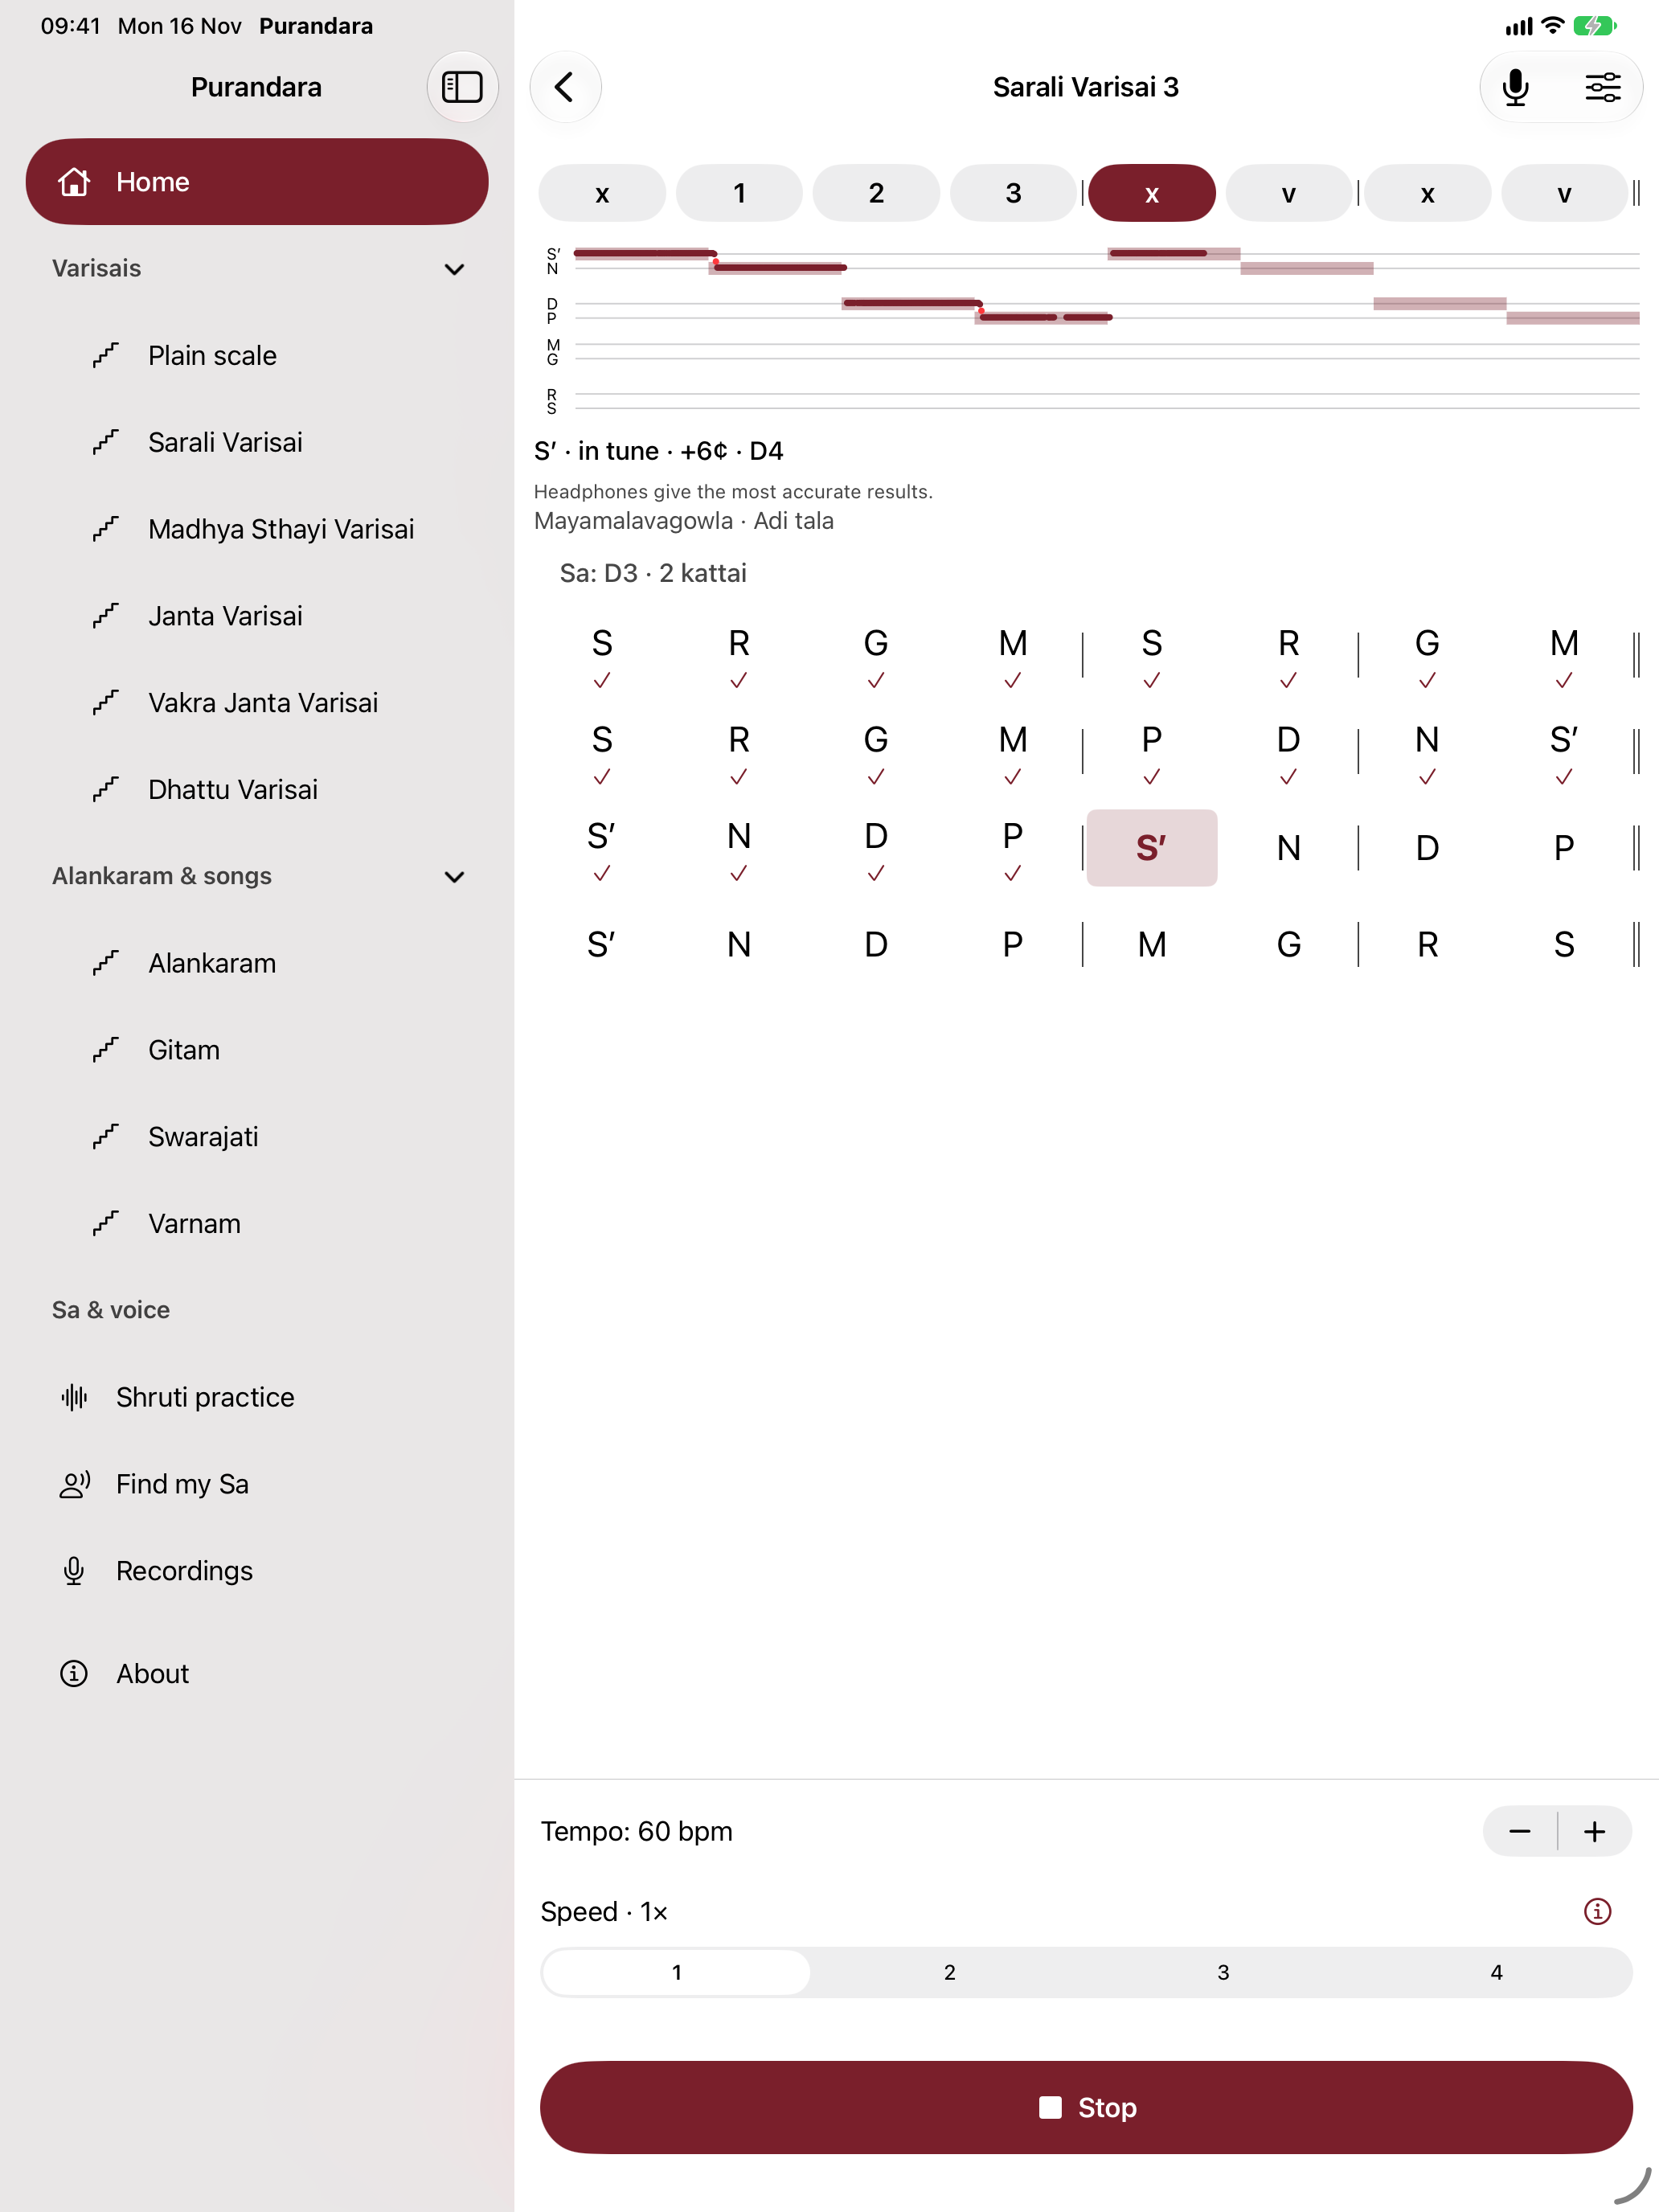 09:41 Mon 16 Nov Purandara
Purandara
Home
Varisais
Plain scale
Sarali Varisai
Madhya Sthayi Varisai
Janta Varisai
Vakra Janta Varisai
Dhattu Varisai
Alankaram & songs
Alankaram
Gitam
Swarajati
Varnam
Sa & voice
Shruti practice
Find my Sa
Recordings
About
Sarali Varisai 3
x 1 2 3 | x v | x v ||
S′
N
D
P
M
G
R
S
S′ · in tune · +6¢ · D4
Headphones give the most accurate results.
Mayamalavagowla · Adi tala
Sa: D3 · 2 kattai
S R G M | S R | G M ||
✓ ✓ ✓ ✓ ✓ ✓ ✓ ✓
S R G M | P D | N S′ ||
✓ ✓ ✓ ✓ ✓ ✓ ✓ ✓
S′ N D P | S′ N | D P ||
✓ ✓ ✓ ✓
S′ N D P | M G | R S ||
Tempo: 60 bpm
− +
Speed · 1×
1 2 3 4
Stop